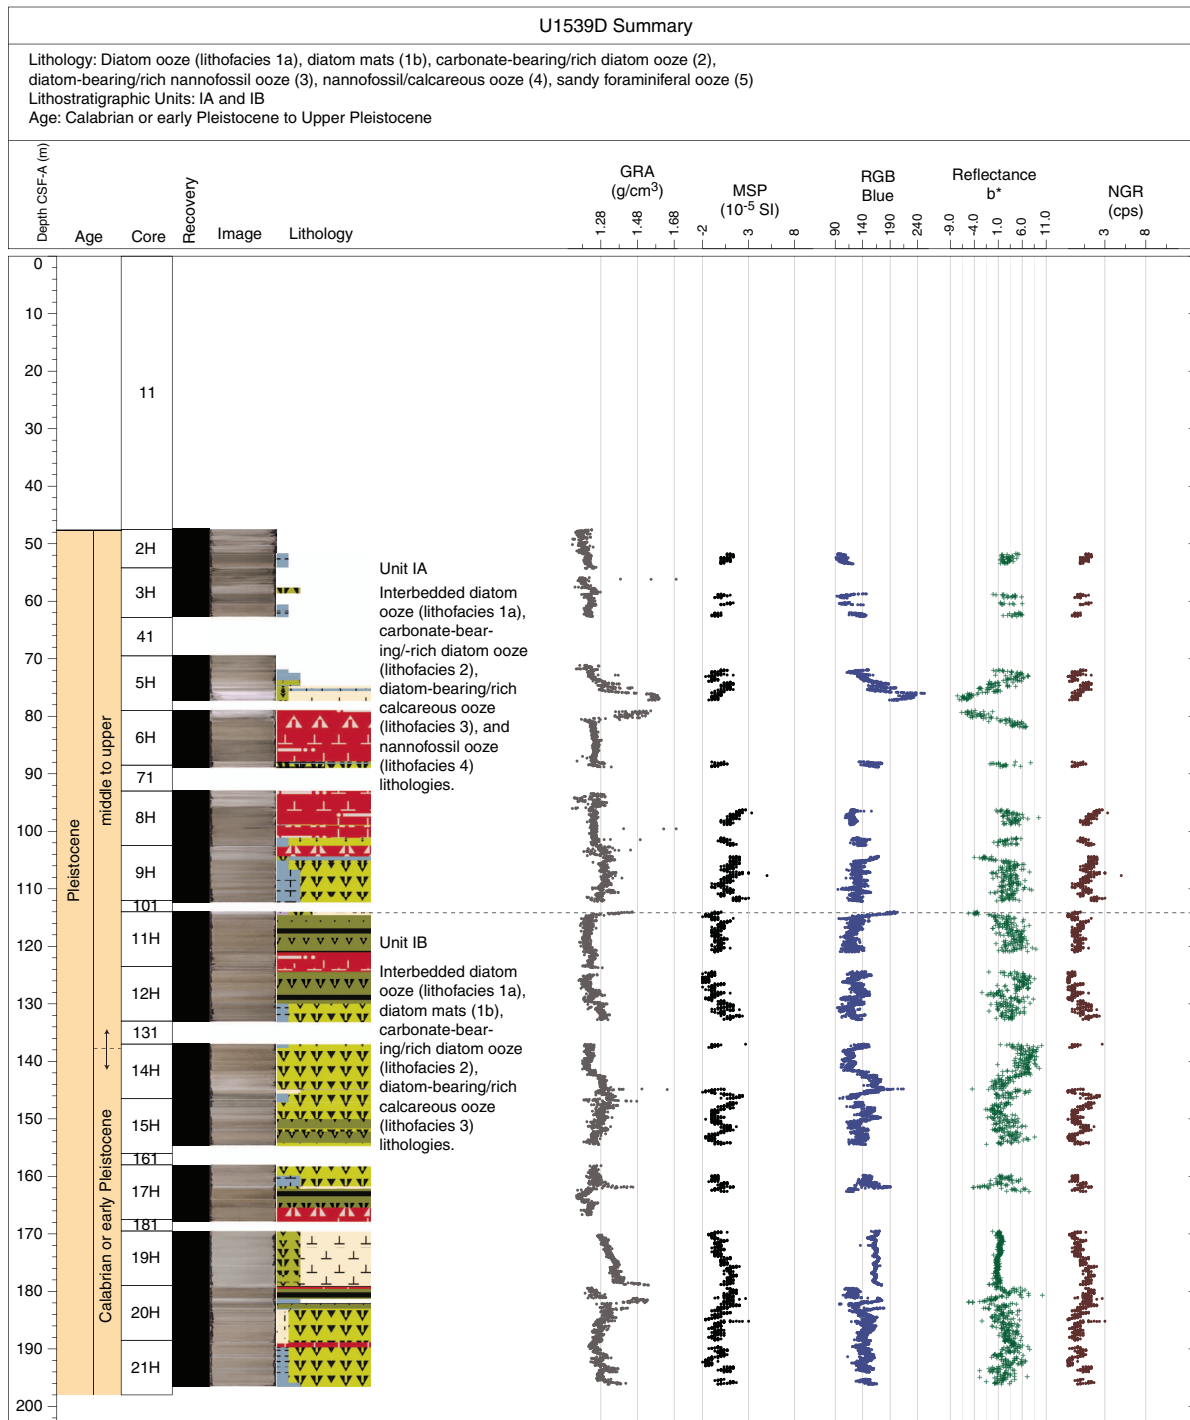 U1539D Summary
Lithology: Diatom ooze (lithofacies 1a), diatom mats (1b), carbonate-bearing/rich diatom ooze (2),
diatom-bearing/rich nannofossil ooze (3), nannofossil/calcareous ooze (4), sandy foraminiferal ooze (5)
Lithostratigraphic Units: IA and IB
Age: Calabrian or early Pleistocene to Upper Pleistocene
Depth CSF-A (m)
Age
Core
Recovery
Image
Lithology
GRA
(g/cm3)
1.28 1.48 1.68
MSP
(10-5 SI)
-2 3 8
RGB
Blue
90 140 190 240
Reflectance
b*
-9.0 -4.0 1.0 6.0 11.0
NGR
(cps)
3 8
0
10
20
30
40
50
60
70
80
90
100
110
120
130
140
150
160
170
180
190
200
Pleistocene
middle to upper
Calabrian or early Pleistocene
11
2H
3H
41
5H
6H
71
8H
9H
101
11H
12H
131
14H
15H
161
17H
181
19H
20H
21H
Unit IA
Interbedded diatom
ooze (lithofacies 1a),
carbonate-bear-
ing/-rich diatom ooze
(lithofacies 2),
diatom-bearing/rich
calcareous ooze
(lithofacies 3), and
nannofossil ooze
(lithofacies 4)
lithologies.
Unit IB
Interbedded diatom
ooze (lithofacies 1a),
diatom mats (1b),
carbonate-bear-
ing/rich diatom ooze
(lithofacies 2),
diatom-bearing/rich
calcareous ooze
(lithofacies 3)
lithologies.